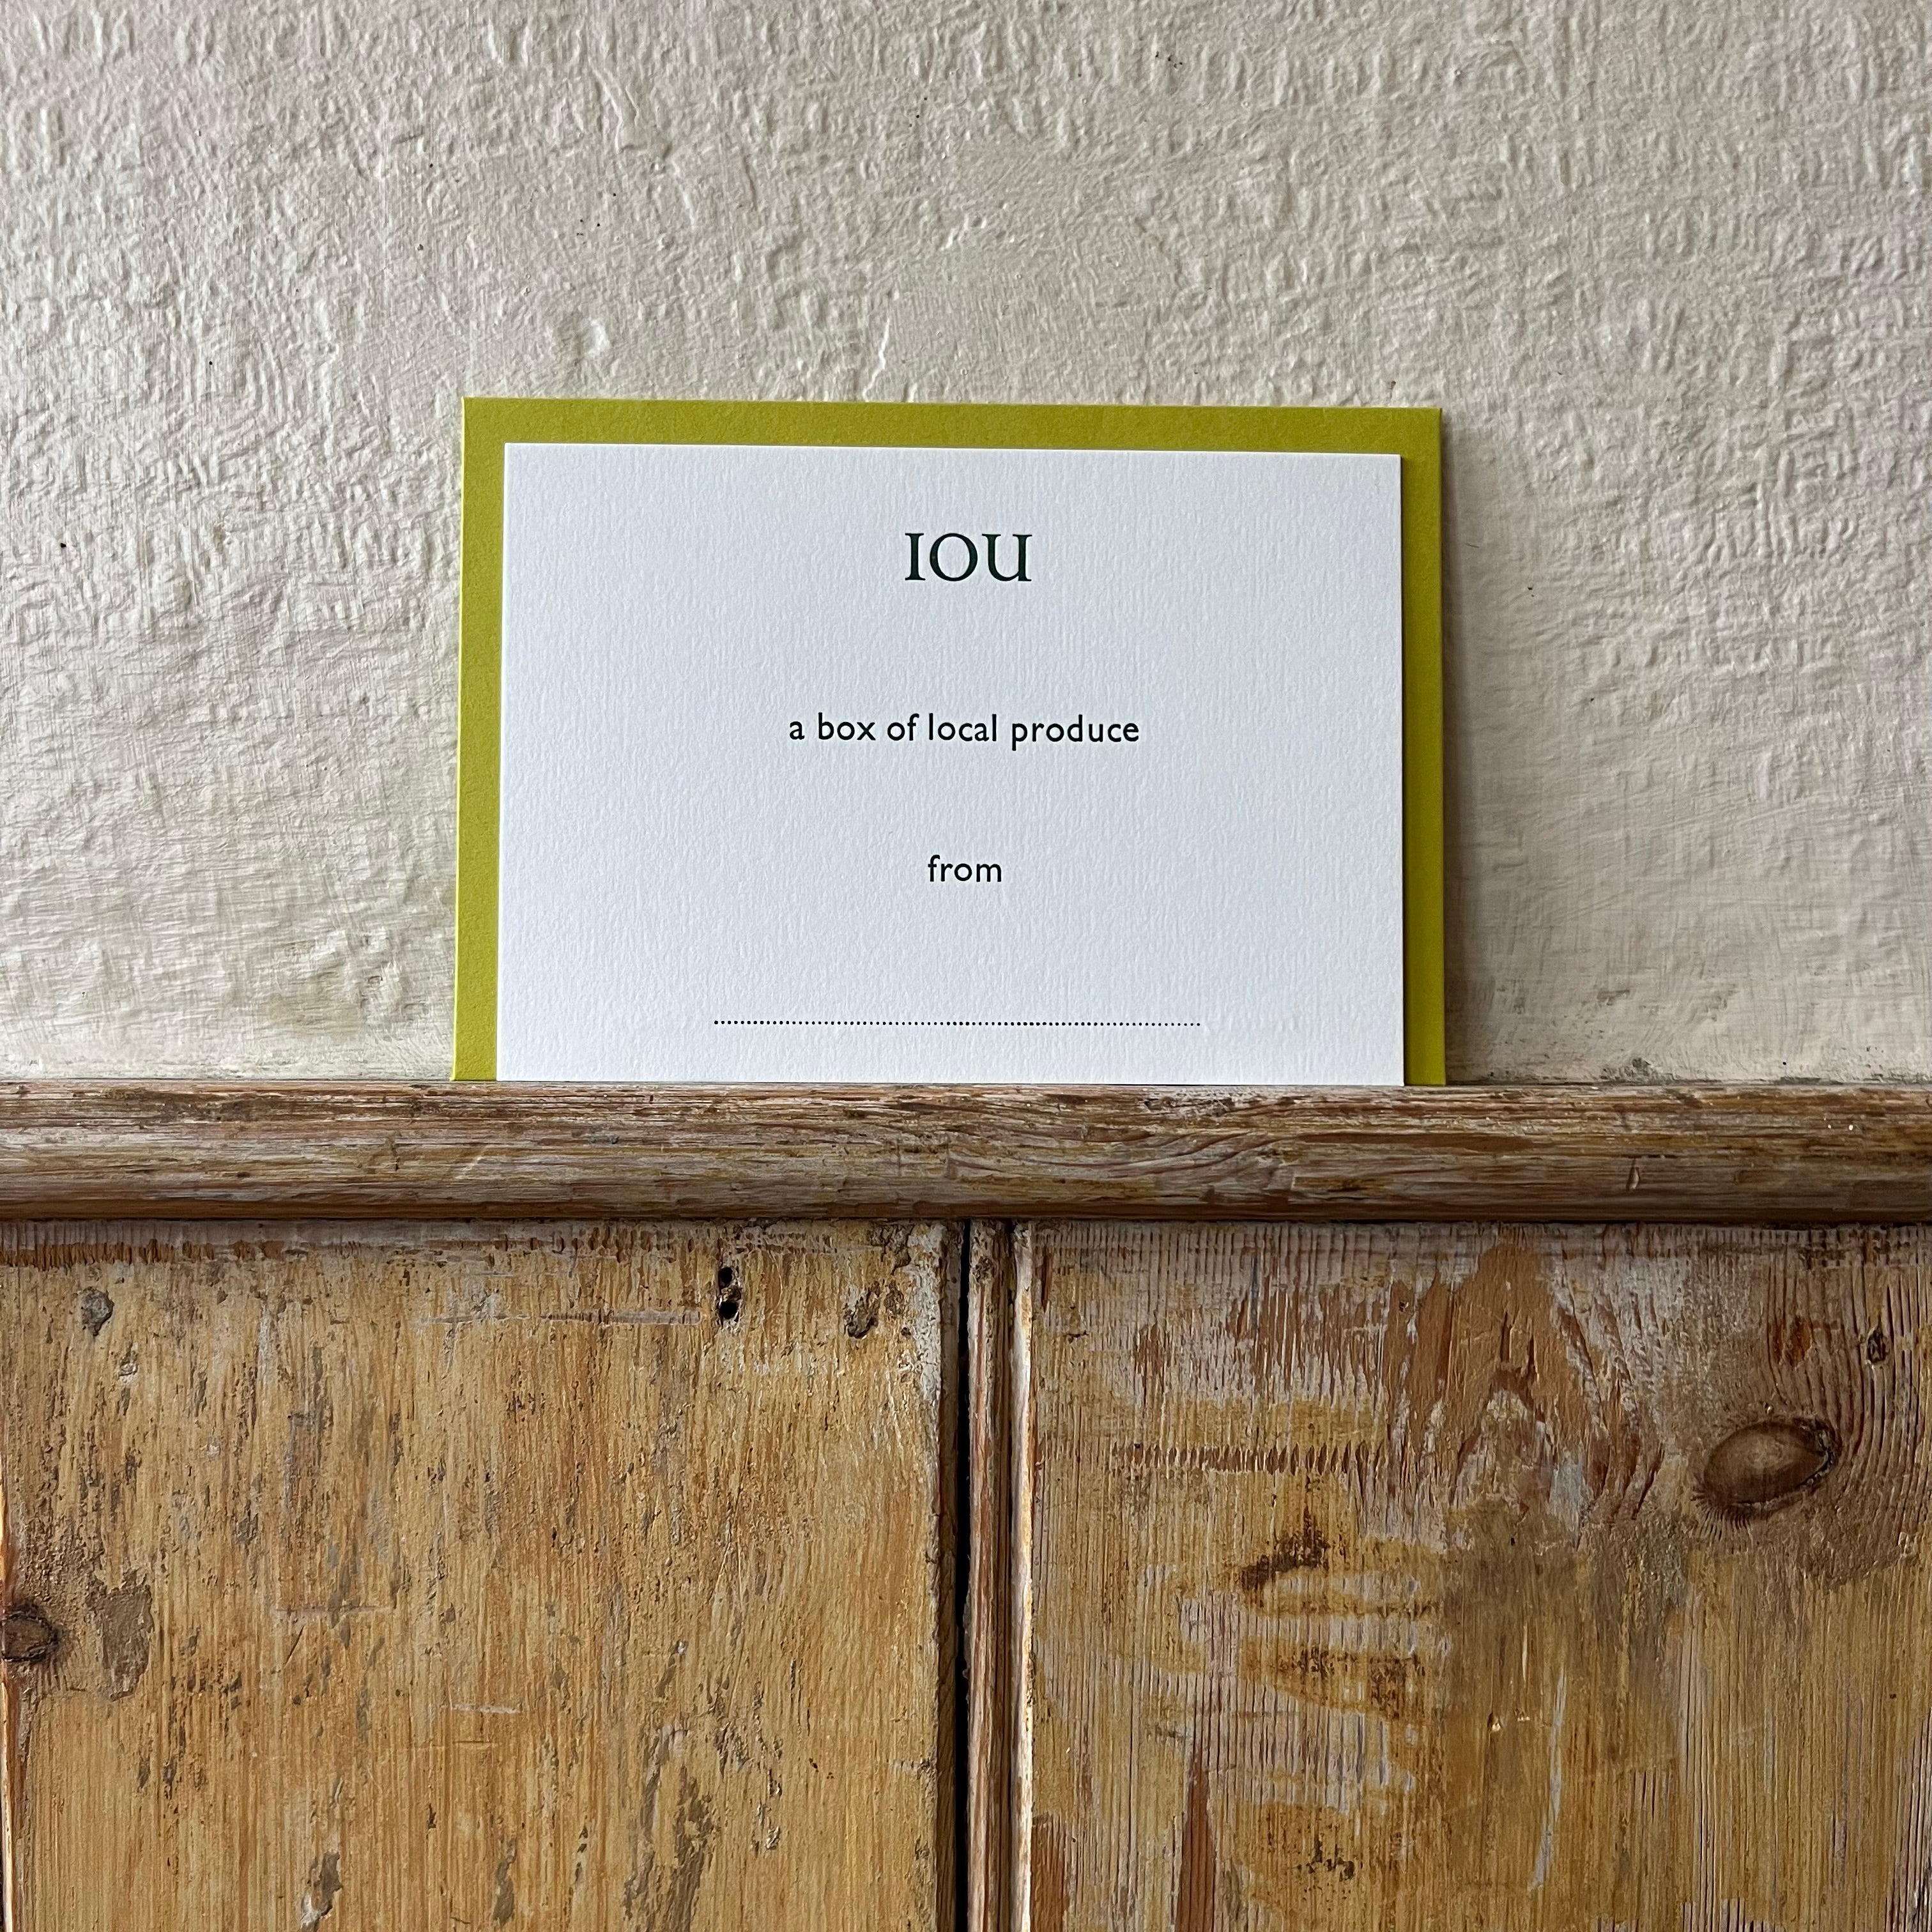 IOU
a box of local produce
from